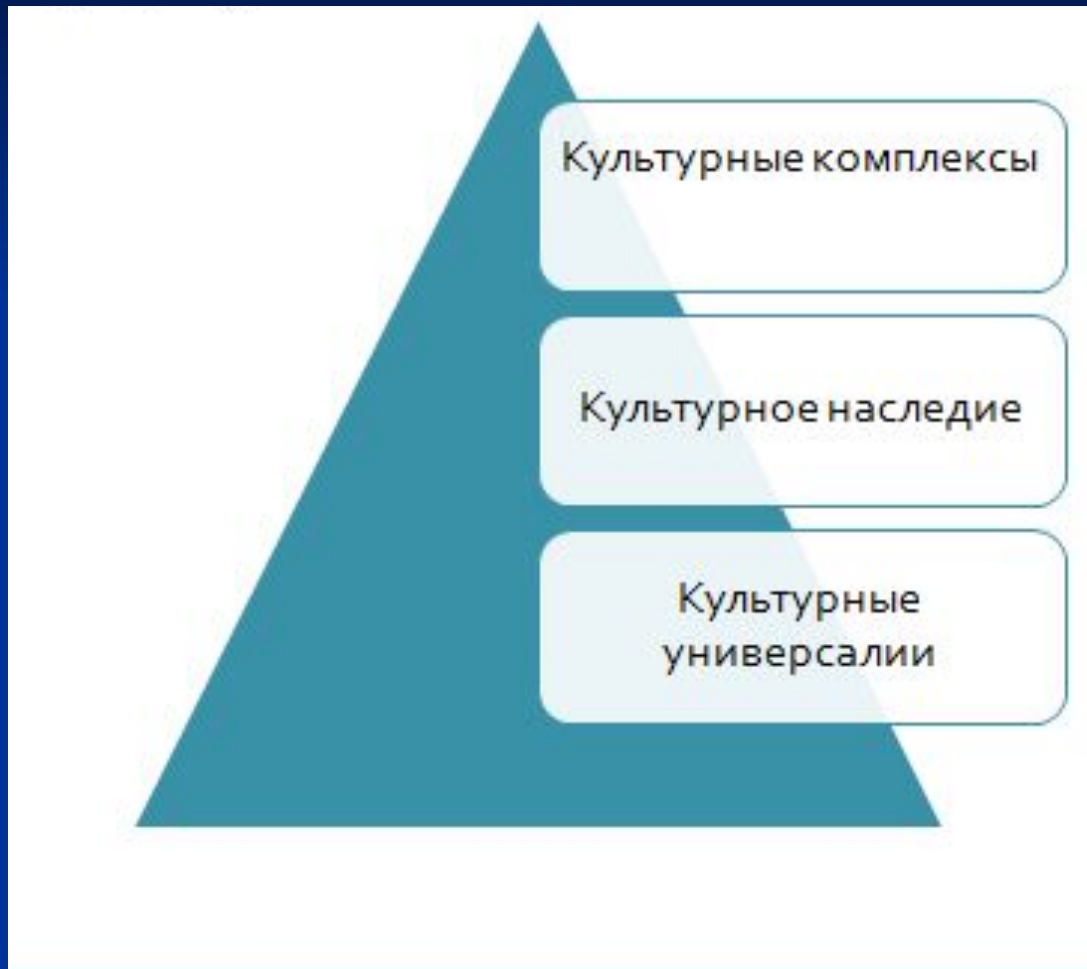 Культурные комплексы
Культурное наследие
Культурные
универсалии